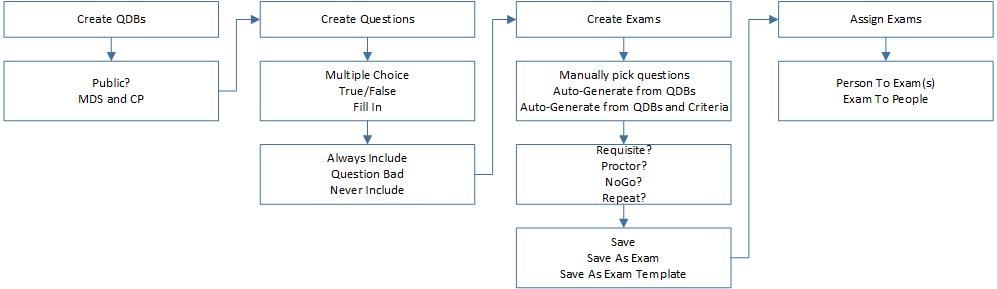 Create QDBs
Public?
MDS and CP
Create Questions
Multiple Choice
True/False
Fill In
Always Include
Question Bad
Never Include
Create Exams
Manually pick questions
Auto-Generate from QDBs
Auto-Generate from QDBs and Criteria
Requisite?
Proctor?
NoGo?
Repeat?
Save
Save As Exam
Save As Exam Template
Assign Exams
Person To Exam(s)
Exam To People